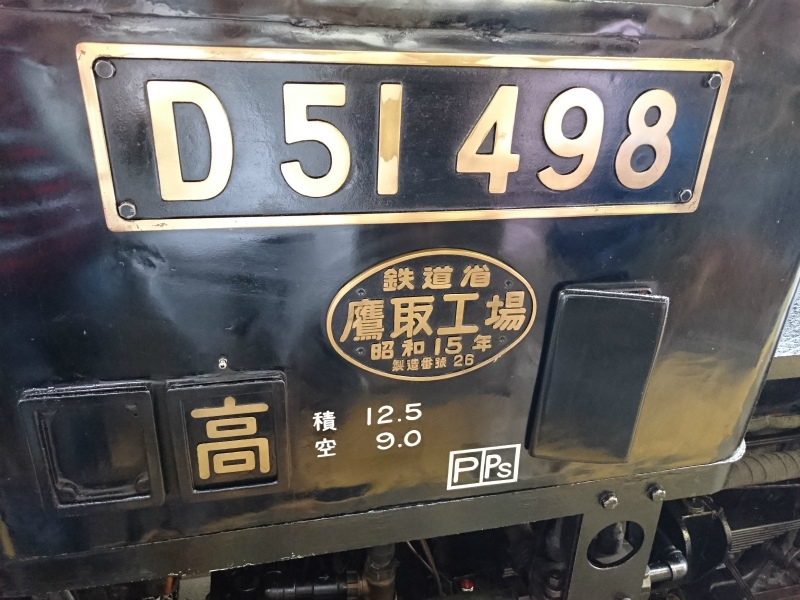 D51 498
鉄道省
鷹取工場
昭和15年
製造番號26
高
積 12.5
空 9.0
P Ps